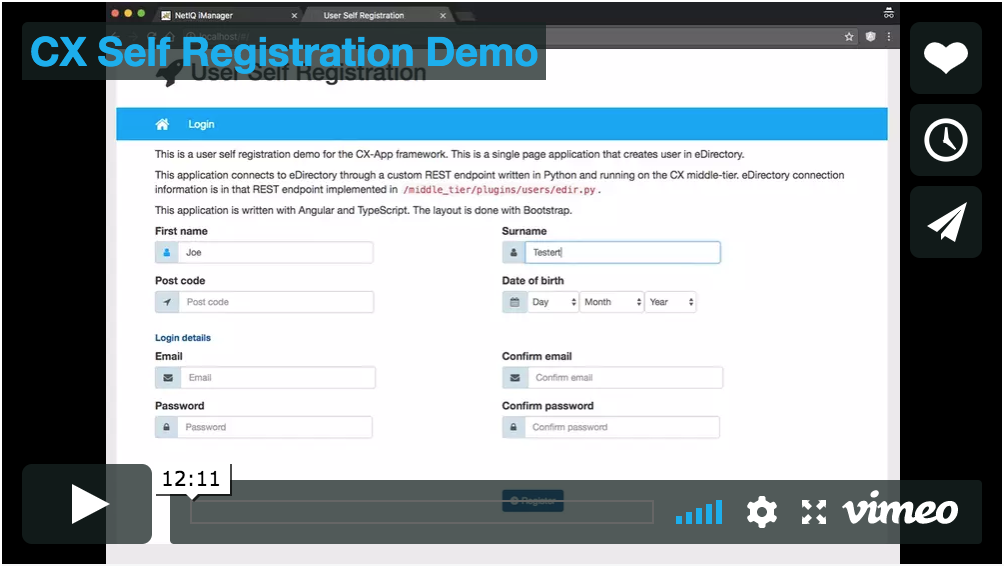 NetIQ iManager
User Self Registration
localhost
CX Self Registration Demo
User Self Registration
Login
This is a user self registration demo for the CX-App framework. This is a single page application that creates user in eDirectory.
This application connects to eDirectory through a custom REST endpoint written in Python and running on the CX middle-tier. eDirectory connection
information is in that REST endpoint implemented in /middle_tier/plugins/users/edir.py.
This application is written with Angular and TypeScript. The layout is done with Bootstrap.
First name
Surname
Joe
Testert
Post code
Date of birth
Post code
Day
Month
Year
Login details
Email
Confirm email
Email
Confirm email
Password
Confirm password
Password
Confirm password
12:11
Register
vimeo